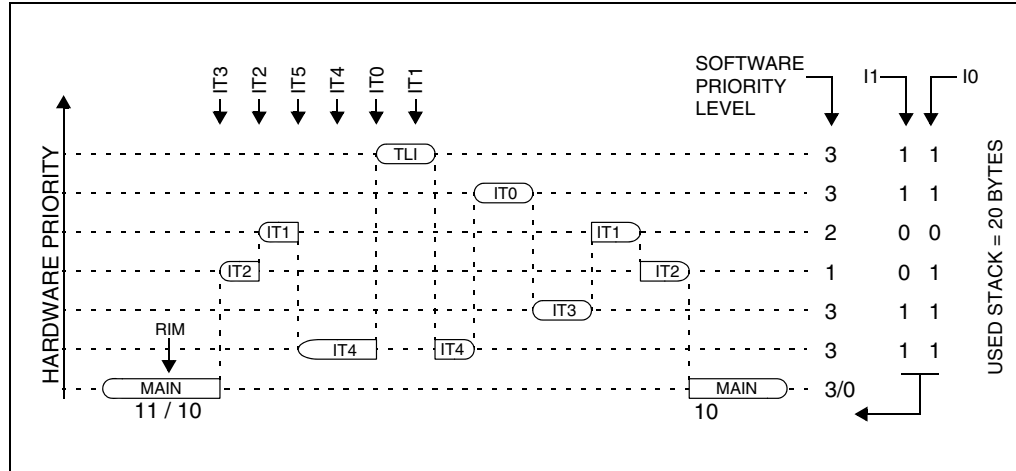 IT3
IT2
IT5
IT4
IT0
IT1
SOFTWARE
PRIORITY
LEVEL
I1
I0
HARDWARE PRIORITY
TLI
3
1 1
IT0
3
1 1
IT1
IT1
2
0 0
IT2
IT2
1
0 1
IT3
3
1 1
RIM
IT4
IT4
3
1 1
MAIN
MAIN
3/0
11 / 10
10
USED STACK = 20 BYTES